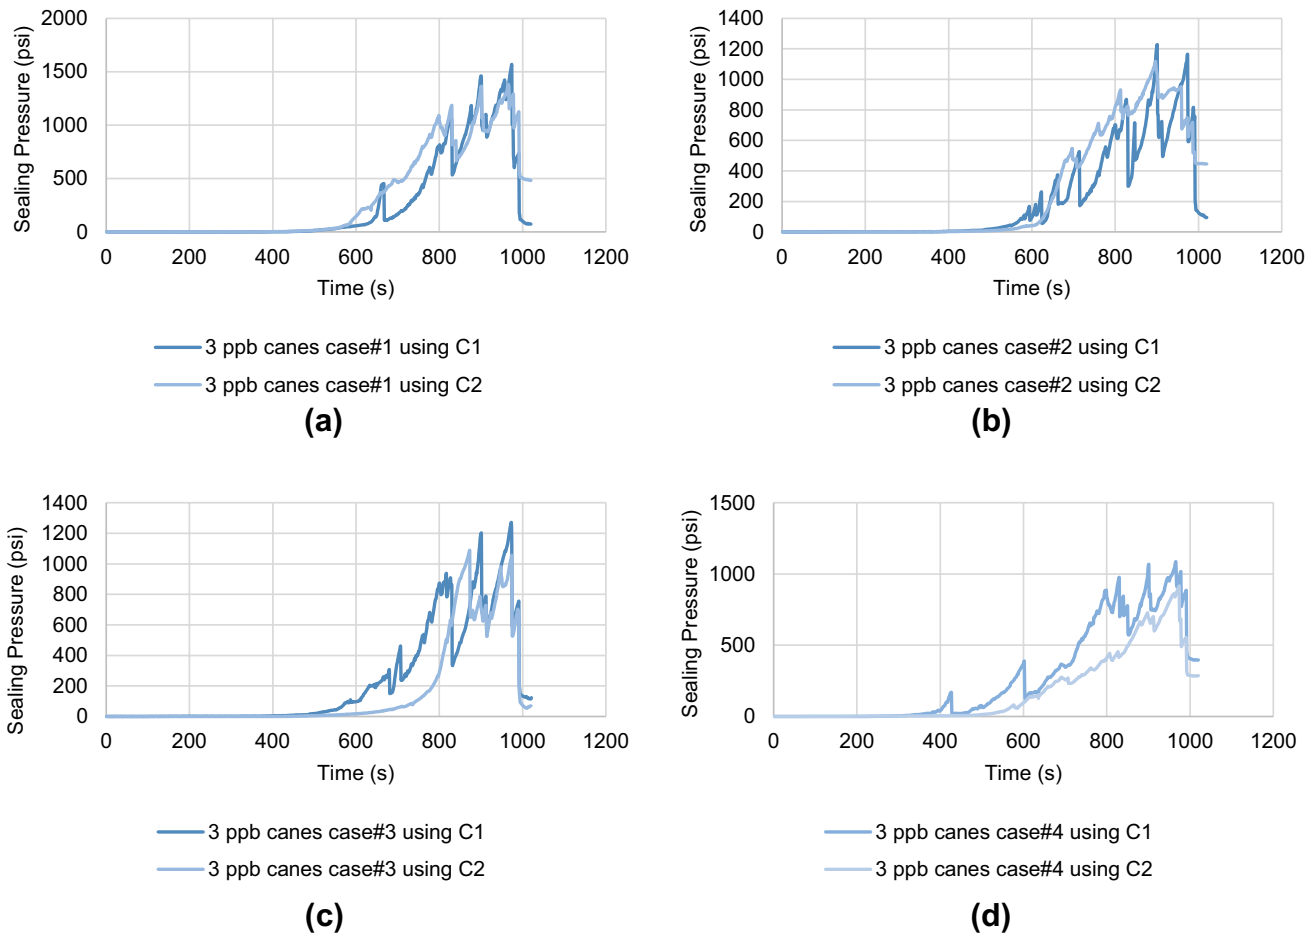 2000
1500
1000
500
0
Sealing Pressure (psi)
0 200 400 600 800 1000 1200
Time (s)
3 ppb canes case#1 using C1
3 ppb canes case#1 using C2
(a)
1400
1200
1000
800
600
400
200
0
Sealing Pressure (psi)
0 200 400 600 800 1000 1200
Time (s)
3 ppb canes case#2 using C1
3 ppb canes case#2 using C2
(b)
1400
1200
1000
800
600
400
200
0
Sealing Pressure (psi)
0 200 400 600 800 1000 1200
Time (s)
3 ppb canes case#3 using C1
3 ppb canes case#3 using C2
(c)
1500
1000
500
0
Sealing Pressure (psi)
0 200 400 600 800 1000 1200
Time (s)
3 ppb canes case#4 using C1
3 ppb canes case#4 using C2
(d)